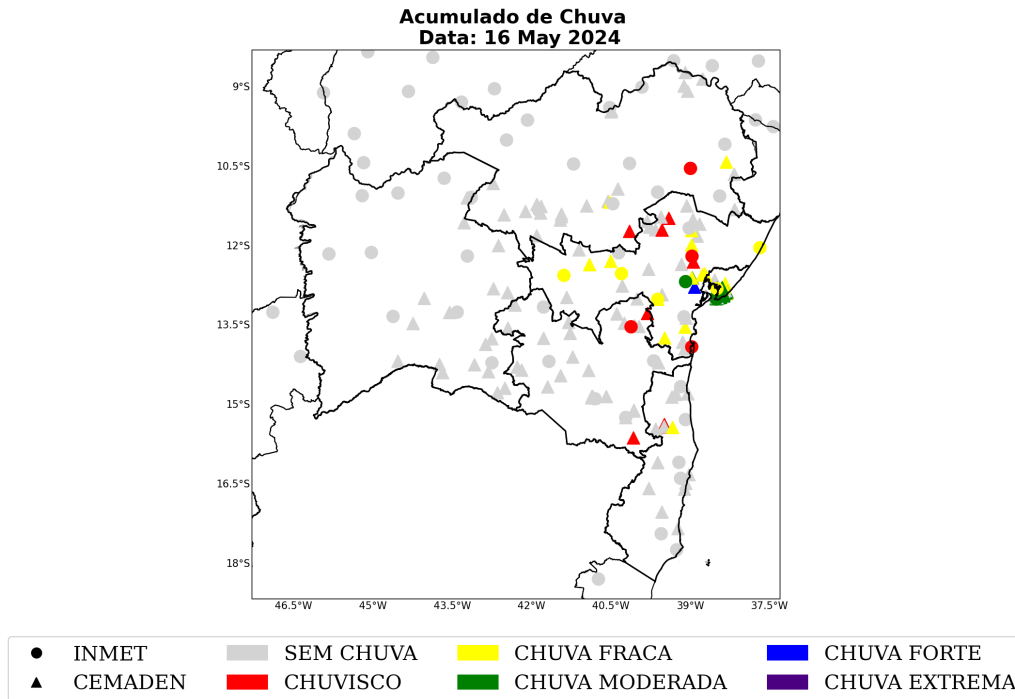 Acumulado de Chuva
Data: 16 May 2024
9°S
10.5°S
12°S
13.5°S
15°S
16.5°S
18°S
46.5°W 45°W 43.5°W 42°W 40.5°W 39°W 37.5°W
INMET SEM CHUVA CHUVA FRACA CHUVA FORTE
CEMADEN CHUVISCO CHUVA MODERADA CHUVA EXTREMA